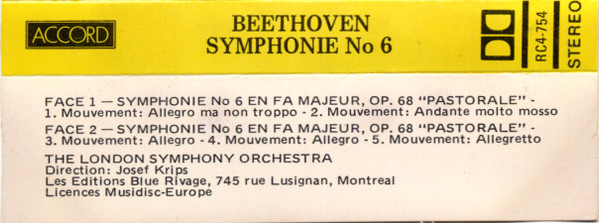 ACCORD
BEETHOVEN
SYMPHONIE No 6
RC4-754
STEREO
FACE 1 — SYMPHONIE No 6 EN FA MAJEUR, OP. 68 "PASTORALE" -
1. Mouvement: Allegro ma non troppo - 2. Mouvement: Andante molto mosso
FACE 2 — SYMPHONIE No 6 EN FA MAJEUR, OP. 68 "PASTORALE" -
3. Mouvement: Allegro - 4. Mouvement: Allegro - 5. Mouvement: Allegretto
THE LONDON SYMPHONY ORCHESTRA
Direction: Josef Krips
Les Editions Blue Rivage, 745 rue Lusignan, Montreal
Licences Musidisc-Europe